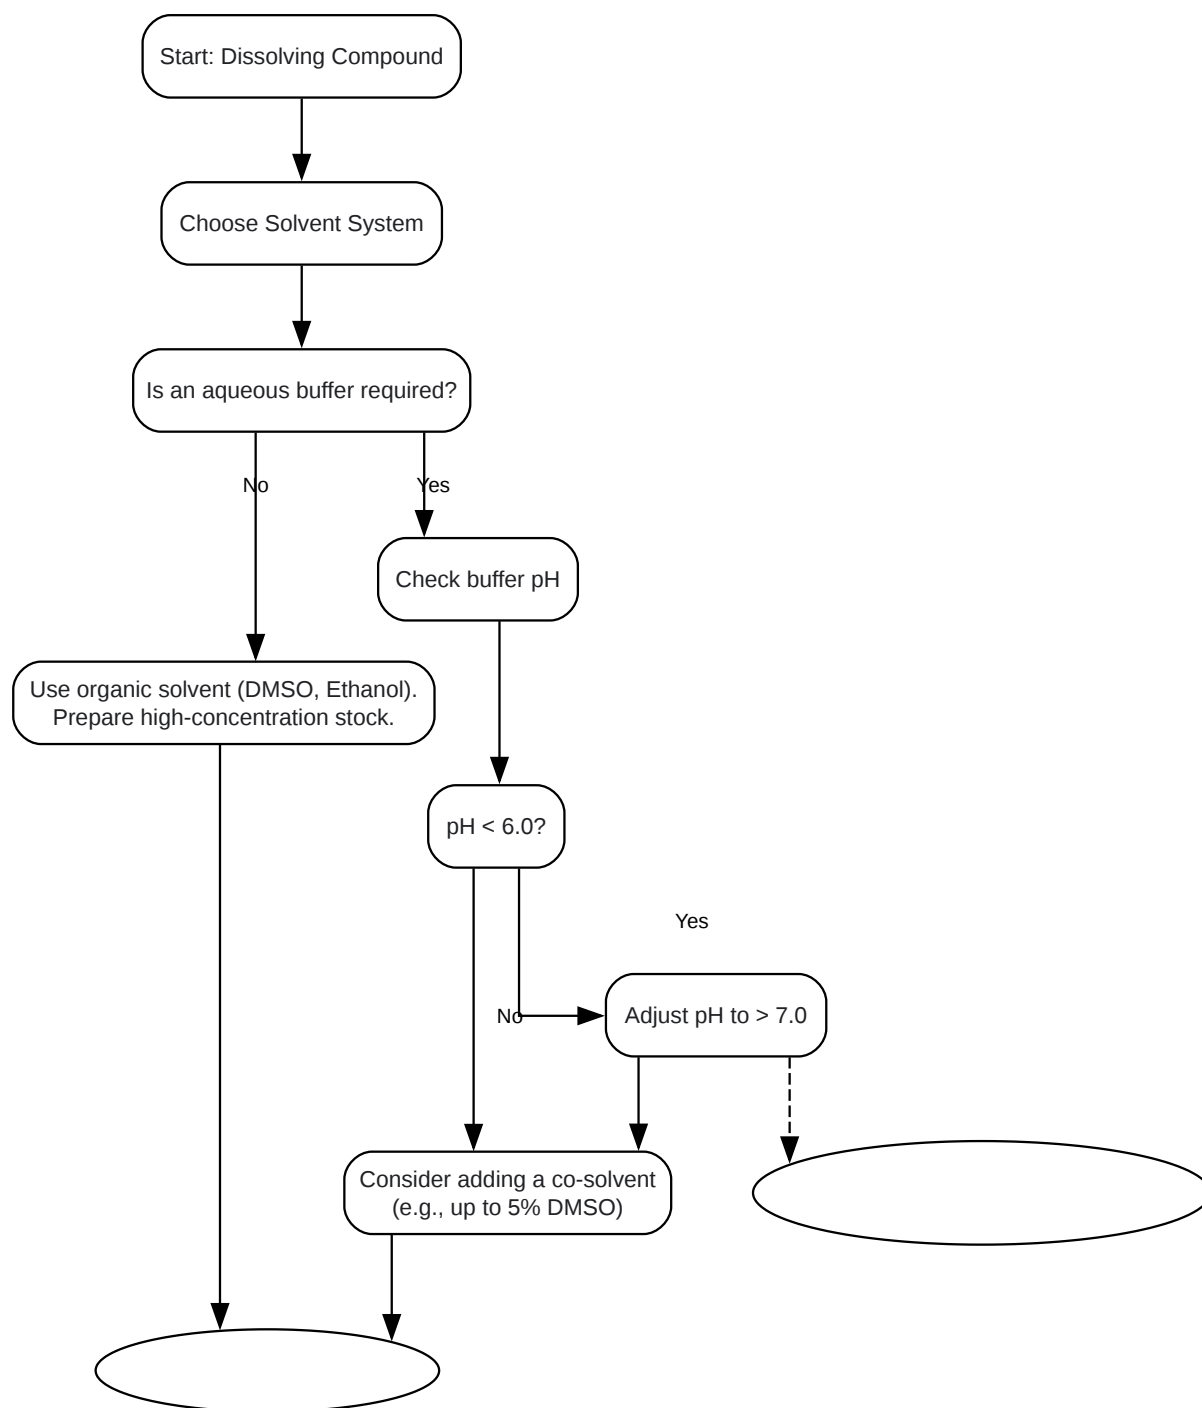 Start: Dissolving Compound
Choose Solvent System
Is an aqueous buffer required?
No
Yes
Check buffer pH
Use organic solvent (DMSO, Ethanol).
Prepare high-concentration stock.
pH < 6.0?
Yes
No
Adjust pH to > 7.0
Consider adding a co-solvent
(e.g., up to 5% DMSO)